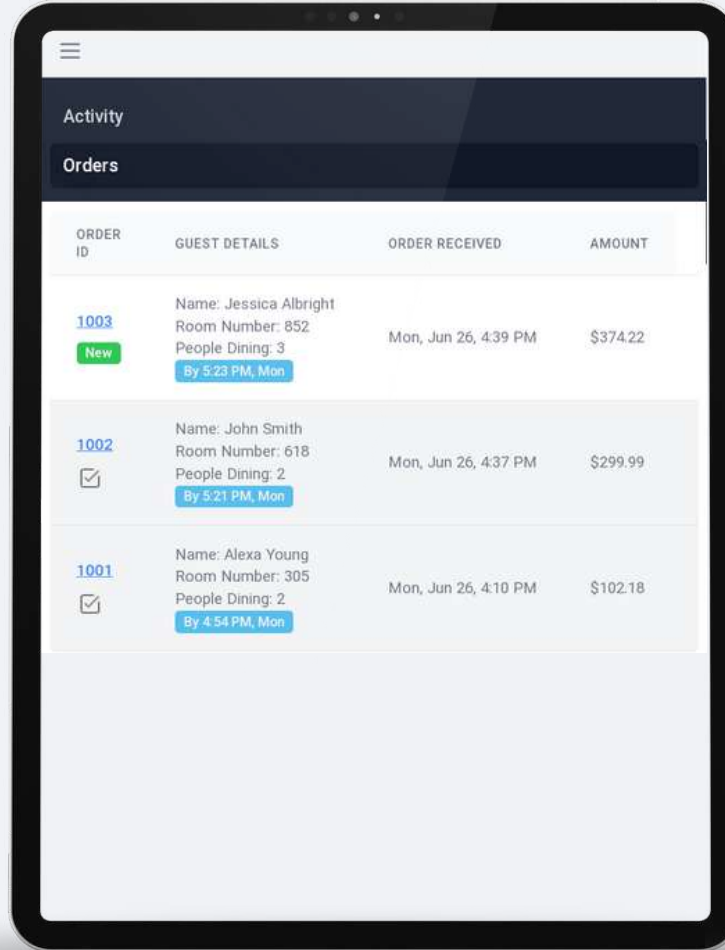 Activity
Orders
ORDER ID GUEST DETAILS ORDER RECEIVED AMOUNT
1003
New
Name: Jessica Albright
Room Number: 852
People Dining: 3
By 5:23 PM, Mon
Mon, Jun 26, 4:39 PM
$374.22
1002
Name: John Smith
Room Number: 618
People Dining: 2
By 5:21 PM, Mon
Mon, Jun 26, 4:37 PM
$299.99
1001
Name: Alexa Young
Room Number: 305
People Dining: 2
By 4:54 PM, Mon
Mon, Jun 26, 4:10 PM
$102.18